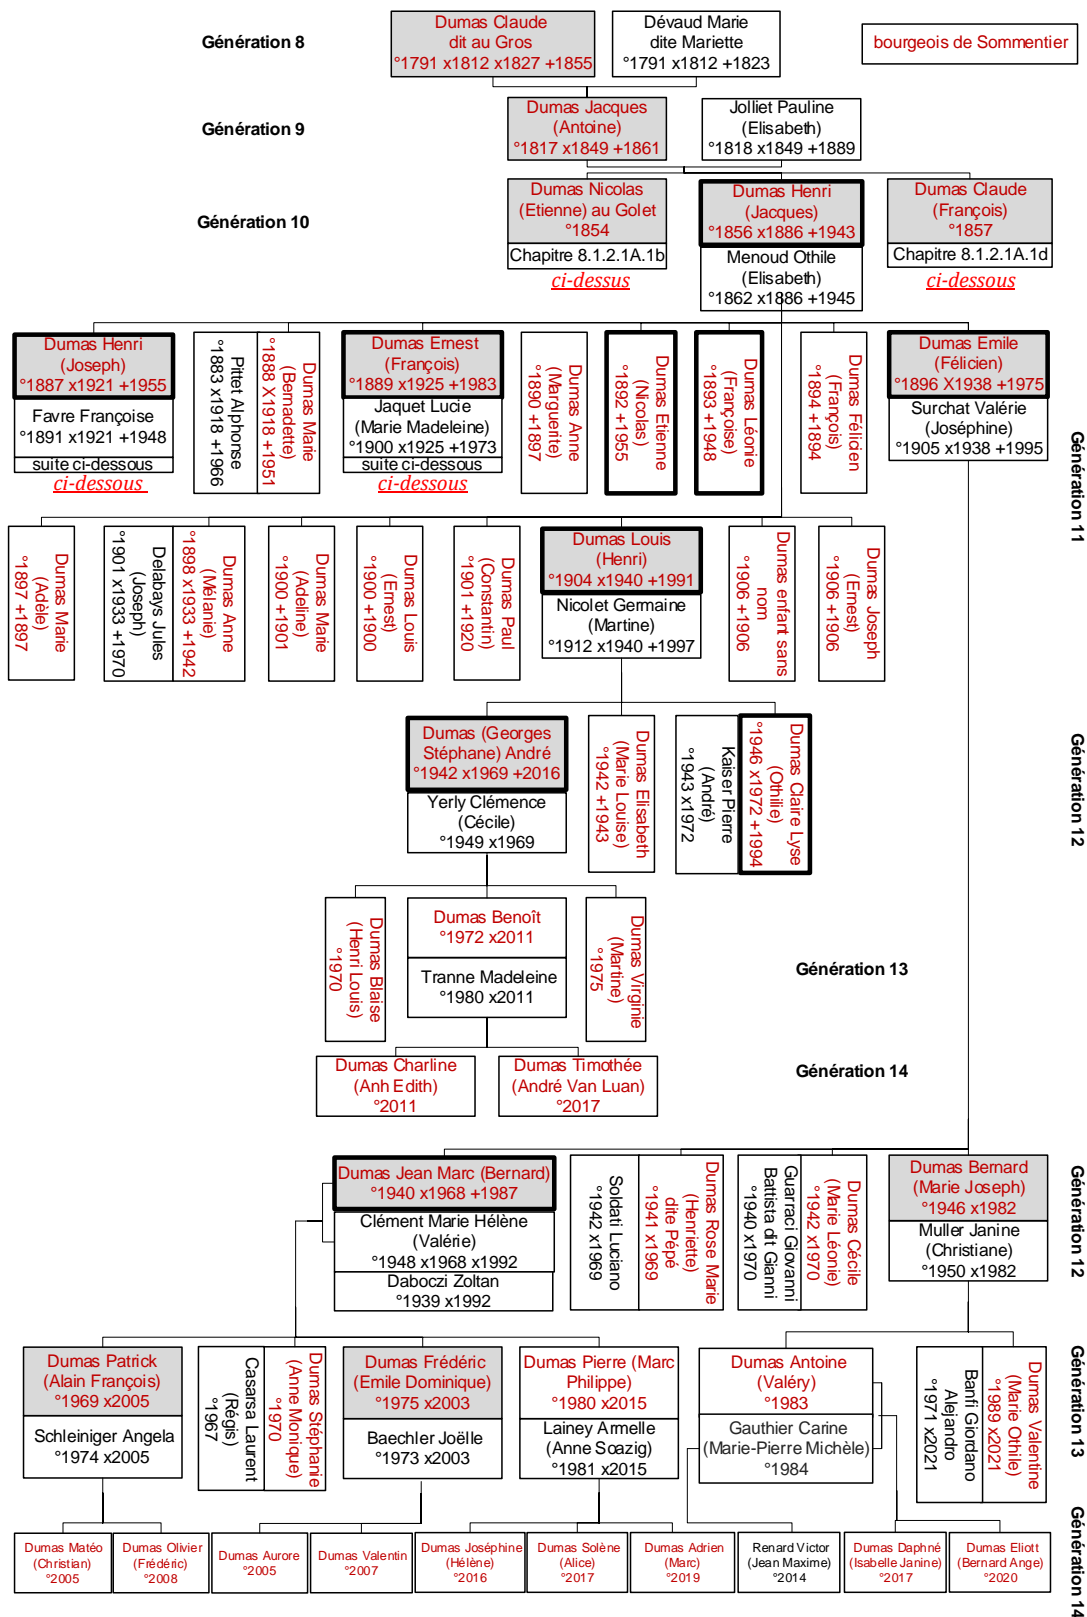 Génération 8
Dumas Claude
dit au Gros
°1791 x1812 x1827 +1855
Dévaud Marie
dite Mariette
°1791 x1812 +1823
bourgeois de Sommentier
Génération 9
Dumas Jacques
(Antoine)
°1817 x1849 +1861
Jolliet Pauline
(Elisabeth)
°1818 x1849 +1889
Génération 10
Dumas Nicolas
(Etienne) au Golet
°1854
Chapitre 8.1.2.1A.1b
ci-dessus
Dumas Henri
(Jacques)
°1856 x1886 +1943
Menoud Othile
(Elisabeth)
°1862 x1886 +1945
Dumas Claude
(François)
°1857
Chapitre 8.1.2.1A.1d
ci-dessous
Génération 11
Dumas Henri
(Joseph)
°1887 x1921 +1955
Favre Françoise
°1891 x1921 +1948
suite ci-dessous
ci-dessous
Dumas Marie
(Bernadette)
°1888 X1918 +1951
Pittet Alphonse
°1883 x1918 +1966
Dumas Ernest
(François)
°1889 x1925 +1983
Jaquet Lucie
(Marie Madeleine)
°1900 x1925 +1973
suite ci-dessous
ci-dessous
Dumas Anne
(Marguerite)
°1890 +1897
Dumas Etienne
(Nicolas)
°1892 +1955
Dumas Léonie
(Françoise)
°1893 +1948
Dumas Félicien
(François)
°1894 +1894
Dumas Emile
(Félicien)
°1896 X1938 +1975
Surchat Valérie
(Joséphine)
°1905 x1938 +1995
Dumas Marie
(Adèle)
°1897 +1897
Dumas Anne
(Mélanie)
°1898 x1933 +1942
Delabays Jules
(Joseph)
°1901 x1933 +1970
Dumas Marie
(Adeline)
°1900 +1901
Dumas Louis
(Ernest)
°1900 +1900
Dumas Paul
(Constantin)
°1901 +1920
Dumas Louis
(Henri)
°1904 x1940 +1991
Nicolet Germaine
(Martine)
°1912 x1940 +1997
Dumas enfant sans
nom
°1906 +1906
Dumas Joseph
(Ernest)
°1906 +1906
Génération 12
Dumas (Georges
Stéphane) André
°1942 x1969 +2016
Yerly Clémence
(Cécile)
°1949 x1969
Dumas Elisabeth
(Marie Louise)
°1942 +1943
Dumas Claire Lyse
(Othilie)
°1946 x1972 +1994
Kaiser Pierre
(André)
°1943 x1972
Génération 13
Dumas Blaise
(Henri Louis)
°1970
Dumas Benoît
°1972 x2011
Tranne Madeleine
°1980 x2011
Dumas Virginie
(Martine)
°1975
Génération 14
Dumas Charline
(Anh Edith)
°2011
Dumas Timothée
(André Van Luan)
°2017
Génération 12
Dumas Jean Marc (Bernard)
°1940 x1968 +1987
Clément Marie Hélène
(Valérie)
°1948 x1968 x1992
Daboczi Zoltan
°1939 x1992
Dumas Rose Marie
(Henriette)
dite Pépé
°1941 x1969
Soldati Luciano
°1942 x1969
Dumas Cécile
(Marie Léonie)
°1942 x1970
Guarraci Giovanni
Battista dit Gianni
°1940 x1970
Dumas Bernard
(Marie Joseph)
°1946 x1982
Muller Janine
(Christiane)
°1950 x1982
Génération 13
Dumas Patrick
(Alain François)
°1969 x2005
Schleiniger Angela
°1974 x2005
Dumas Stéphanie
(Anne Monique)
°1970
Casarsa Laurent
(Régis)
°1967
Dumas Frédéric
(Emile Dominique)
°1975 x2003
Baechler Joëlle
°1973 x2003
Dumas Pierre (Marc
Philippe)
°1980 x2015
Lainey Armelle
(Anne Soazig)
°1981 x2015
Dumas Antoine
(Valéry)
°1983
Gauthier Carine
(Marie-Pierre Michèle)
°1984
Dumas Valentine
(Marie Othile)
°1989 x2021
Banfi Giordano
Alejandro
°1971 x2021
Génération 14
Dumas Matéo
(Christian)
°2005
Dumas Olivier
(Frédéric)
°2008
Dumas Aurore
°2005
Dumas Valentin
°2007
Dumas Joséphine
(Hélène)
°2016
Dumas Solène
(Alice)
°2017
Dumas Adrien
(Marc)
°2019
Renard Victor
(Jean Maxime)
°2014
Dumas Daphné
(Isabelle Janine)
°2017
Dumas Eliott
(Bernard Ange)
°2020